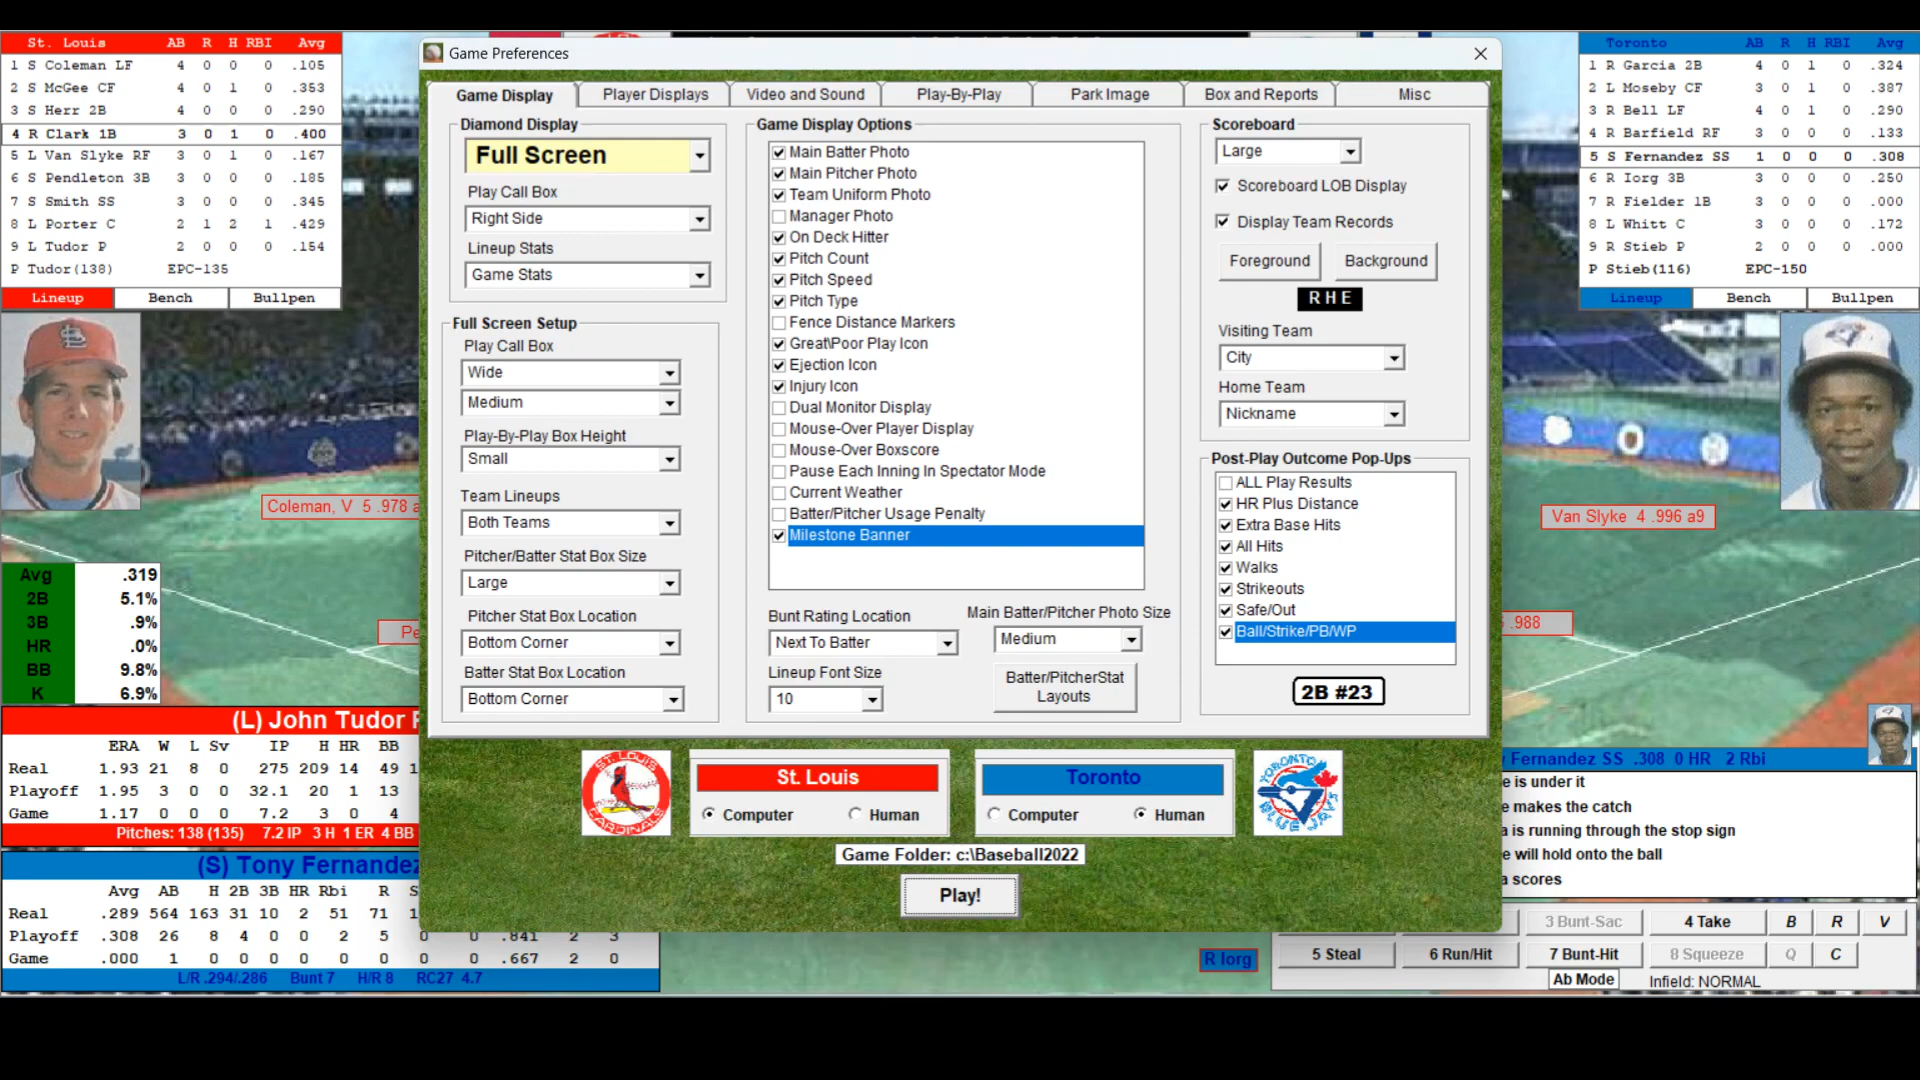 St. Louis AB R H RBI Avg
1 S Coleman LF 4 0 0 0 .105
2 S McGee CF 4 0 1 0 .353
3 S Herr 2B 4 0 0 0 .290
4 R Clark 1B 3 0 1 0 .400
5 L Van Slyke RF 3 0 1 0 .167
6 S Pendleton 3B 3 0 0 0 .185
7 S Smith SS 3 0 0 0 .345
8 L Porter C 2 1 2 1 .429
9 L Tudor P 2 0 0 0 .154
P Tudor(138) EPC-135
Lineup Bench Bullpen
Coleman, V 5 .978 a
Pe
Avg .319
2B 5.1%
3B .9%
HR .0%
BB 9.8%
K 6.9%
(L) John Tudor
ERA W L Sv IP H HR BB
Real 1.93 21 8 0 275 209 14 49 1
Playoff 1.95 3 0 0 32.1 20 1 13
Game 1.17 0 0 0 7.2 3 0 4
Pitches: 138 (135) 7.2 IP 3 H 1 ER 4 BB
(S) Tony Fernandez
Avg AB H 2B 3B HR Rbi R S
Real .289 564 163 31 10 2 51 71 1
Playoff .308 26 8 4 0 0 2 5 0 0 .841 2 3
Game .000 1 0 0 0 0 0 0 0 0 .667 2 0
L/R .294/.286 Bunt 7 H/R 8 RC27 4.7
Game Preferences
Game Display Player Displays Video and Sound Play-By-Play Park Image Box and Reports Misc
Diamond Display
Full Screen
Play Call Box
Right Side
Lineup Stats
Game Stats
Full Screen Setup
Play Call Box
Wide
Medium
Play-By-Play Box Height
Small
Team Lineups
Both Teams
Pitcher/Batter Stat Box Size
Large
Pitcher Stat Box Location
Bottom Corner
Batter Stat Box Location
Bottom Corner
Game Display Options
Main Batter Photo
Main Pitcher Photo
Team Uniform Photo
Manager Photo
On Deck Hitter
Pitch Count
Pitch Speed
Pitch Type
Fence Distance Markers
Great\Poor Play Icon
Ejection Icon
Injury Icon
Dual Monitor Display
Mouse-Over Player Display
Mouse-Over Boxscore
Pause Each Inning In Spectator Mode
Current Weather
Batter/Pitcher Usage Penalty
Milestone Banner
Bunt Rating Location
Next To Batter
Lineup Font Size
10
Main Batter/Pitcher Photo Size
Medium
Batter/PitcherStat
Layouts
Scoreboard
Large
Scoreboard LOB Display
Display Team Records
Foreground Background
R H E
Visiting Team
City
Home Team
Nickname
Post-Play Outcome Pop-Ups
ALL Play Results
HR Plus Distance
Extra Base Hits
All Hits
Walks
Strikeouts
Safe/Out
Ball/Strike/PB/WP
2B #23
ST. LOUIS
CARDINALS
St. Louis
Computer Human
Toronto
Computer Human
TORONTO
BLUE JAYS
Game Folder: c:\Baseball2022
Play!
Toronto AB R H RBI Avg
1 R Garcia 2B 4 0 1 0 .324
2 L Moseby CF 3 0 1 0 .387
3 R Bell LF 4 0 1 0 .290
4 R Barfield RF 3 0 0 0 .133
5 S Fernandez SS 1 0 0 0 .308
6 R Iorg 3B 3 0 0 0 .250
7 R Fielder 1B 3 0 0 0 .000
8 L Whitt C 3 0 0 0 .172
9 R Stieb P 2 0 0 0 .000
P Stieb(116) EPC-150
Lineup Bench Bullpen
Van Slyke 4 .996 a9
.988
Fernandez SS .308 0 HR 2 Rbi
e is under it
e makes the catch
a is running through the stop sign
e will hold onto the ball
a scores
3 Bunt-Sac 4 Take B R V
5 Steal 6 Run/Hit 7 Bunt-Hit 8 Squeeze Q C
R Iorg
Ab Mode Infield: NORMAL